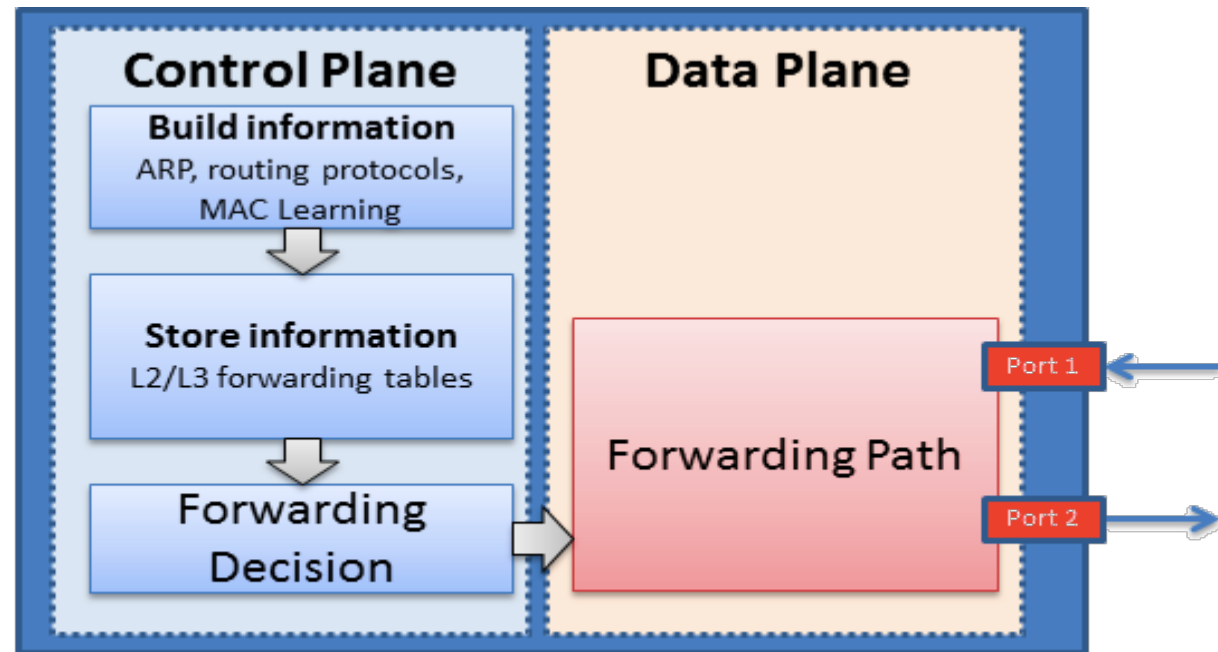 Control Plane
Build information
ARP, routing protocols,
MAC Learning
Store information
L2/L3 forwarding tables
Forwarding
Decision
Data Plane
Forwarding Path
Port 1
Port 2